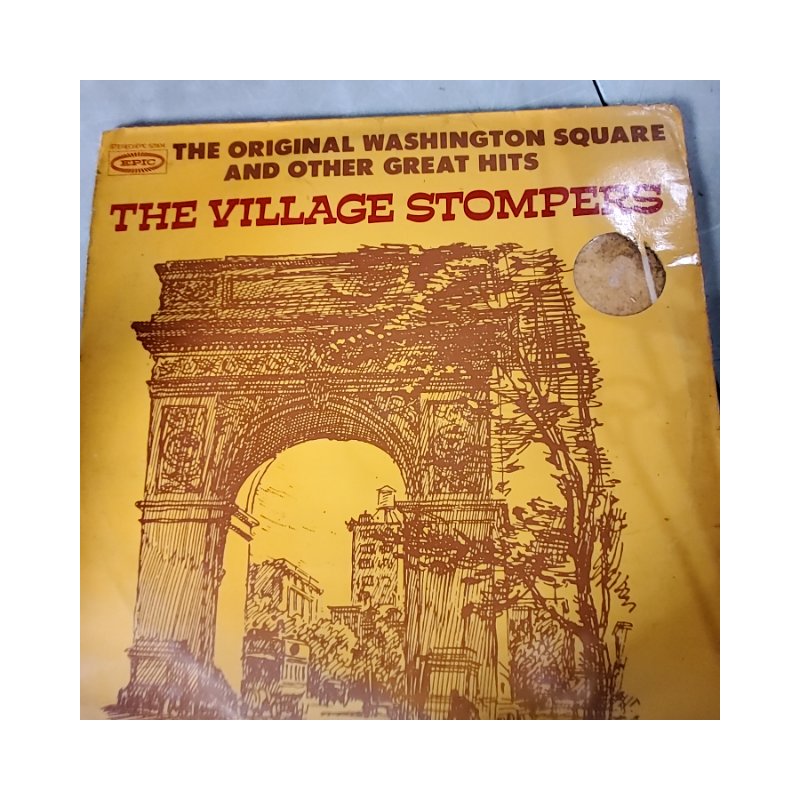 THE ORIGINAL WASHINGTON SQUARE
AND OTHER GREAT HITS
EPIC
THE VILLAGE STOMPERS